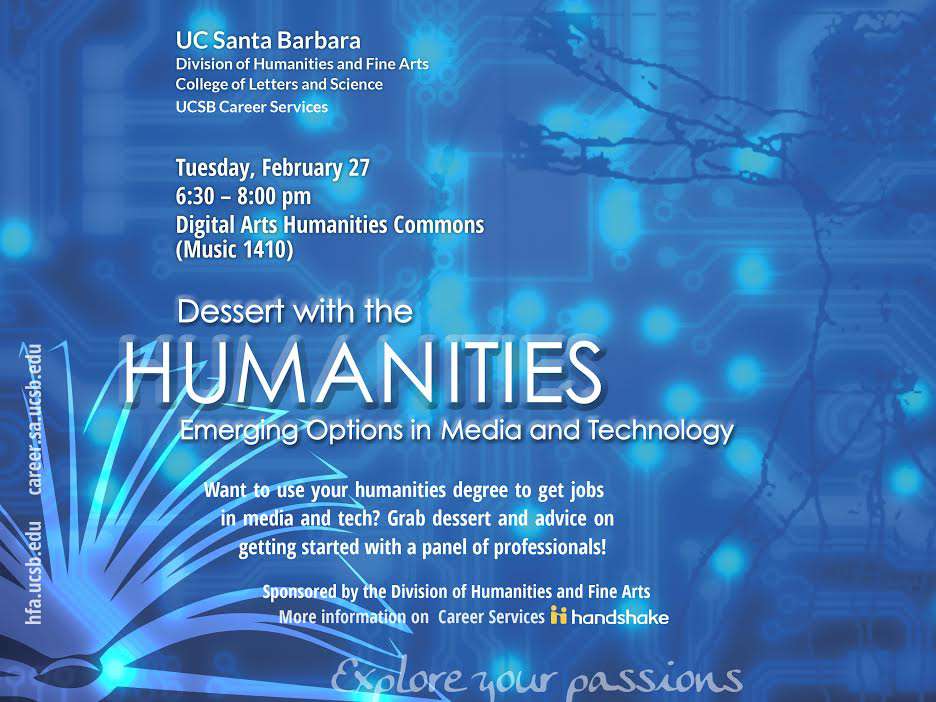 UC Santa Barbara
Division of Humanities and Fine Arts
College of Letters and Science
UCSB Career Services
Tuesday, February 27
6:30 – 8:00 pm
Digital Arts Humanities Commons
(Music 1410)
Dessert with the
HUMANITIES
Emerging Options in Media and Technology
Want to use your humanities degree to get jobs
in media and tech? Grab dessert and advice on
getting started with a panel of professionals!
Sponsored by the Division of Humanities and Fine Arts
More information on Career Services handshake
Explore your passions
hfa.ucsb.edu career.sa.ucsb.edu